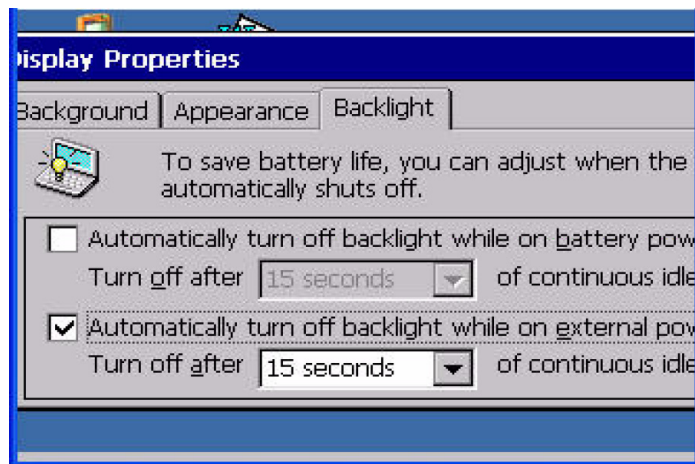 Display Properties
Background Appearance Backlight
To save battery life, you can adjust when the
automatically shuts off.
Automatically turn off backlight while on battery pow
Turn off after 15 seconds of continuous idle
Automatically turn off backlight while on external pow
Turn off after 15 seconds of continuous idle